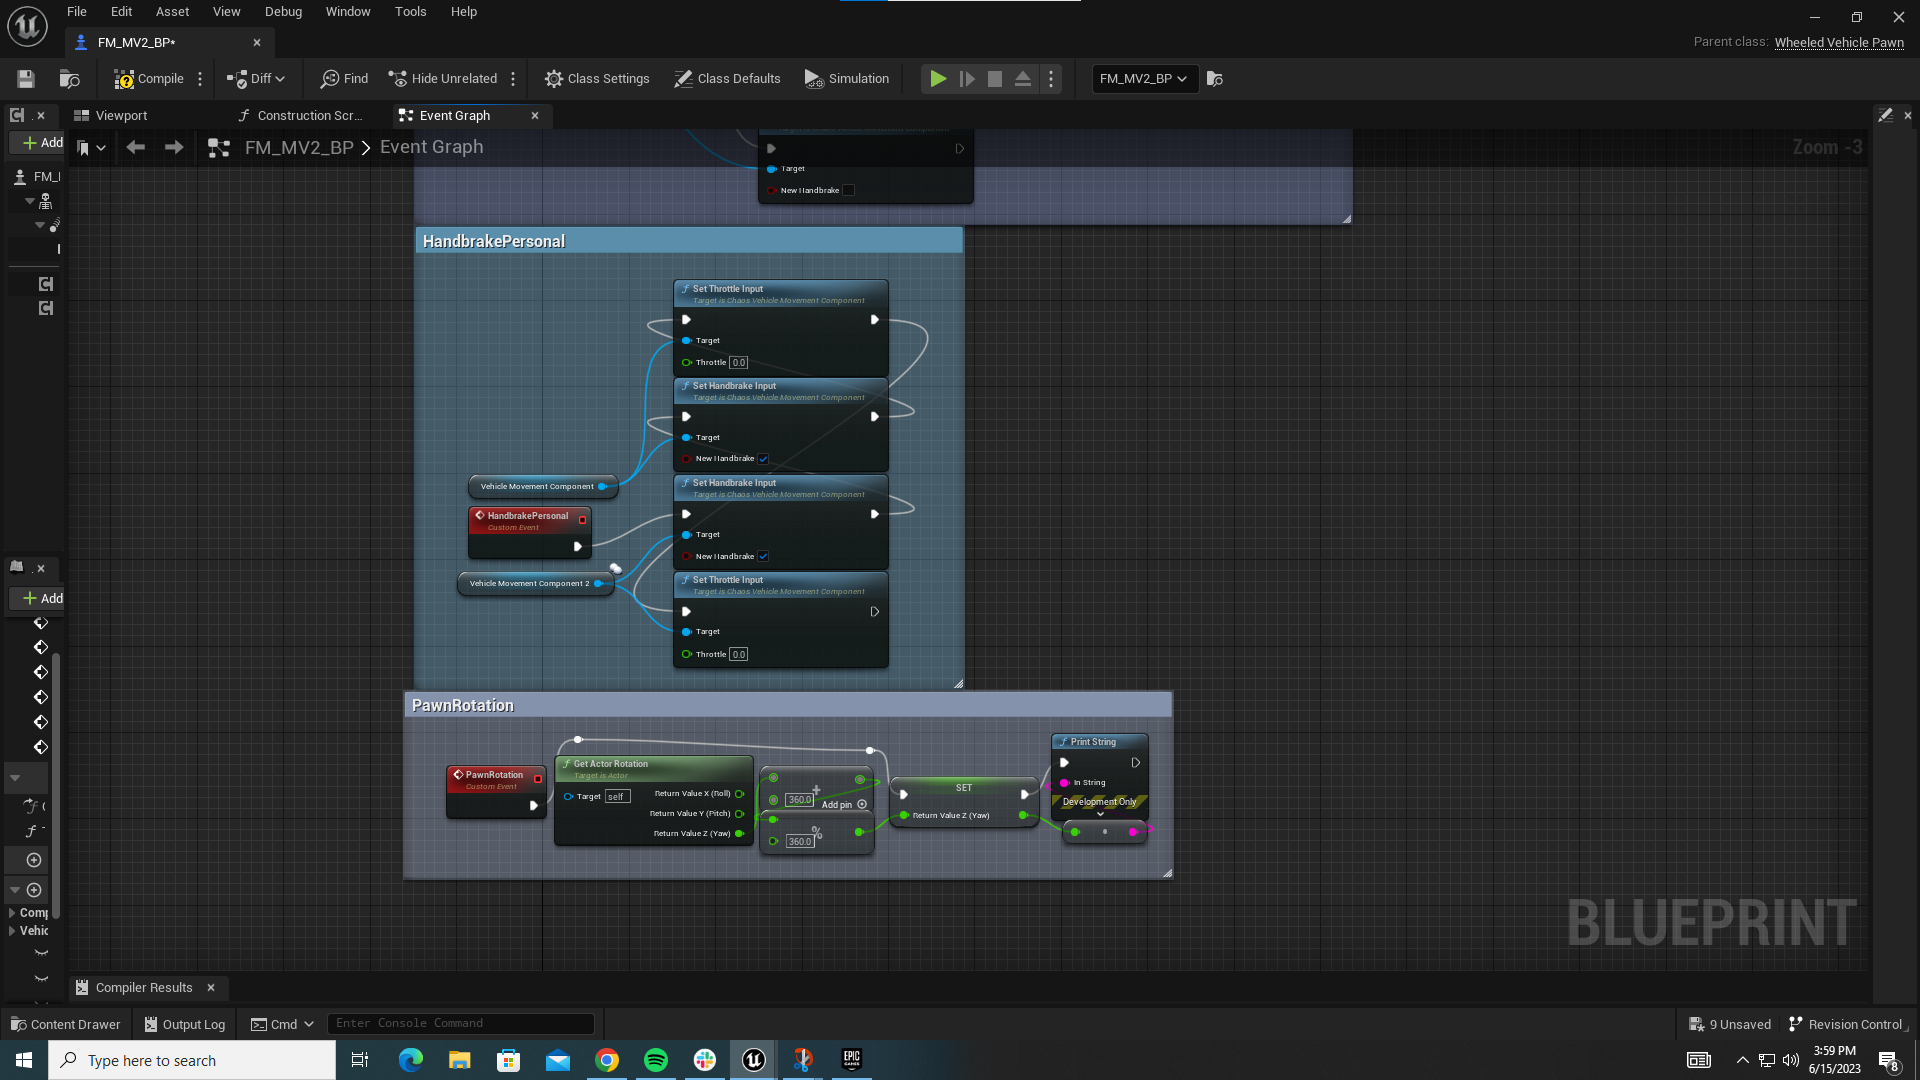 File Edit Asset View Debug Window Tools Help
FM_MV2_BP*
Parent class: Wheeled Vehicle Pawn
Compile Diff Find Hide Unrelated Class Settings Class Defaults Simulation FM_MV2_BP
Viewport Construction Scr... Event Graph
Add
FM_MV2_BP > Event Graph
Zoom -3
Target
New Handbrake
HandbrakePersonal
Set Throttle Input
Target is Chaos Vehicle Movement Component
Target
Throttle 0.0
Set Handbrake Input
Target is Chaos Vehicle Movement Component
Target
New Handbrake
Vehicle Movement Component
Set Handbrake Input
Target is Chaos Vehicle Movement Component
HandbrakePersonal
Custom Event
Target
New Handbrake
Vehicle Movement Component 2
Set Throttle Input
Target is Chaos Vehicle Movement Component
Target
Throttle 0.0
Add
PawnRotation
PawnRotation
Custom Event
Get Actor Rotation
Target is Actor
Target self
Return Value X (Roll)
Return Value Y (Pitch)
Return Value Z (Yaw)
360.0 + Add pin
360.0 %
SET
Return Value Z (Yaw)
Print String
In String
Development Only
BLUEPRINT
Compiler Results
Content Drawer Output Log Cmd Enter Console Command
9 Unsaved Revision Control
Type here to search
EPIC GAMES
3:59 PM
6/15/2023
8